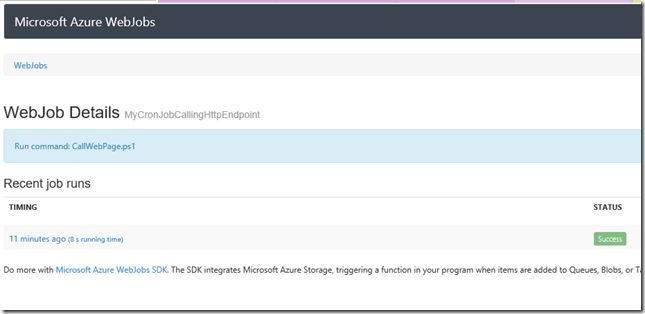 Microsoft Azure WebJobs
WebJobs
WebJob Details MyCronJobCallingHttpEndpoint
Run command: CallWebPage.ps1
Recent job runs
TIMING STATUS
11 minutes ago (8 s running time) Success
Do more with Microsoft Azure WebJobs SDK. The SDK integrates Microsoft Azure Storage, triggering a function in your program when items are added to Queues, Blobs, or